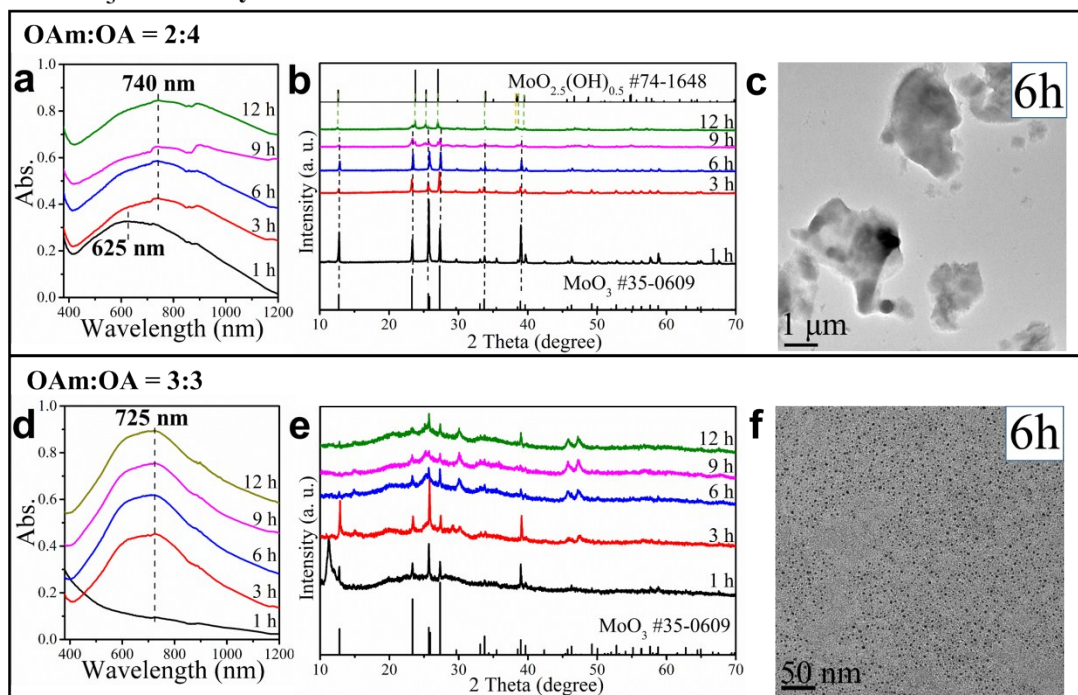 OAm:OA = 2:4
a
740 nm
12 h
9 h
6 h
3 h
1 h
625 nm
Abs.
1.0
0.8
0.6
0.4
0.2
0.0
400 600 800 1000 1200
Wavelength (nm)
b
MoO2.5(OH)0.5 #74-1648
12 h
9 h
6 h
3 h
1 h
MoO3 #35-0609
Intensity (a. u.)
10 20 30 40 50 60 70
2 Theta (degree)
c
6h
1 μm
OAm:OA = 3:3
d
725 nm
12 h
9 h
6 h
3 h
1 h
Abs.
1.0
0.8
0.6
0.4
0.2
0.0
400 600 800 1000 1200
Wavelength (nm)
e
12 h
9 h
6 h
3 h
1 h
MoO3 #35-0609
Intensity (a. u.)
10 20 30 40 50 60 70
2 Theta (degree)
f
6h
50 nm